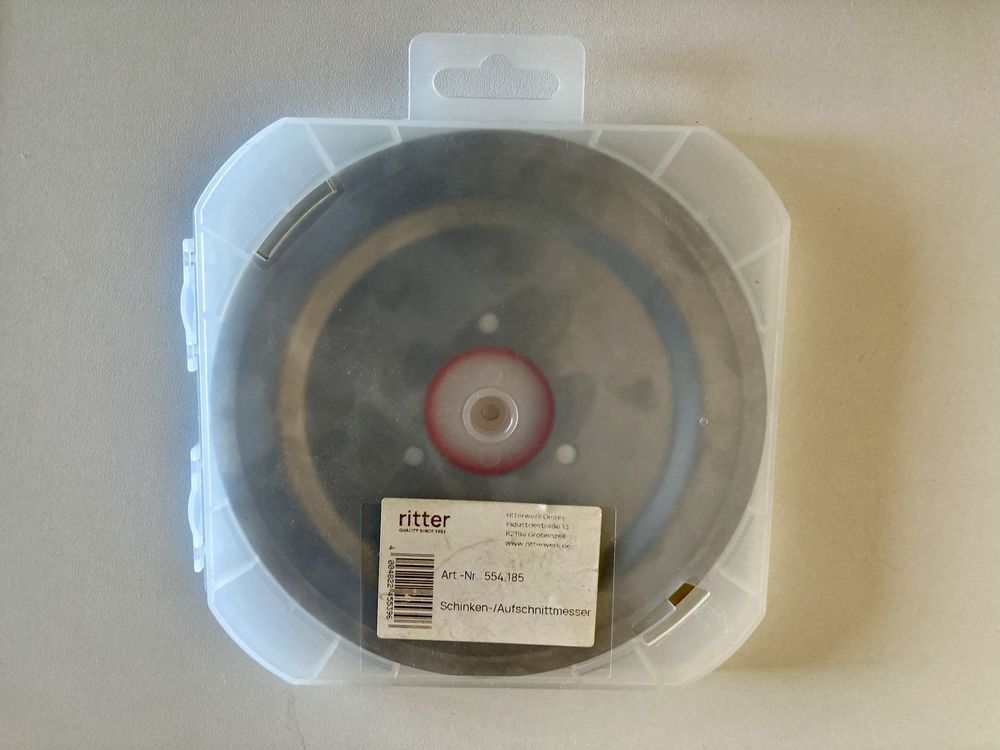 ritter
QUALITY SINCE 1905
ritterwerk GmbH
Industriestraße 13
82194 Gröbenzell
www.ritterwerk.de
Art.-Nr. 554.185
Schinken-/Aufschnittmesser